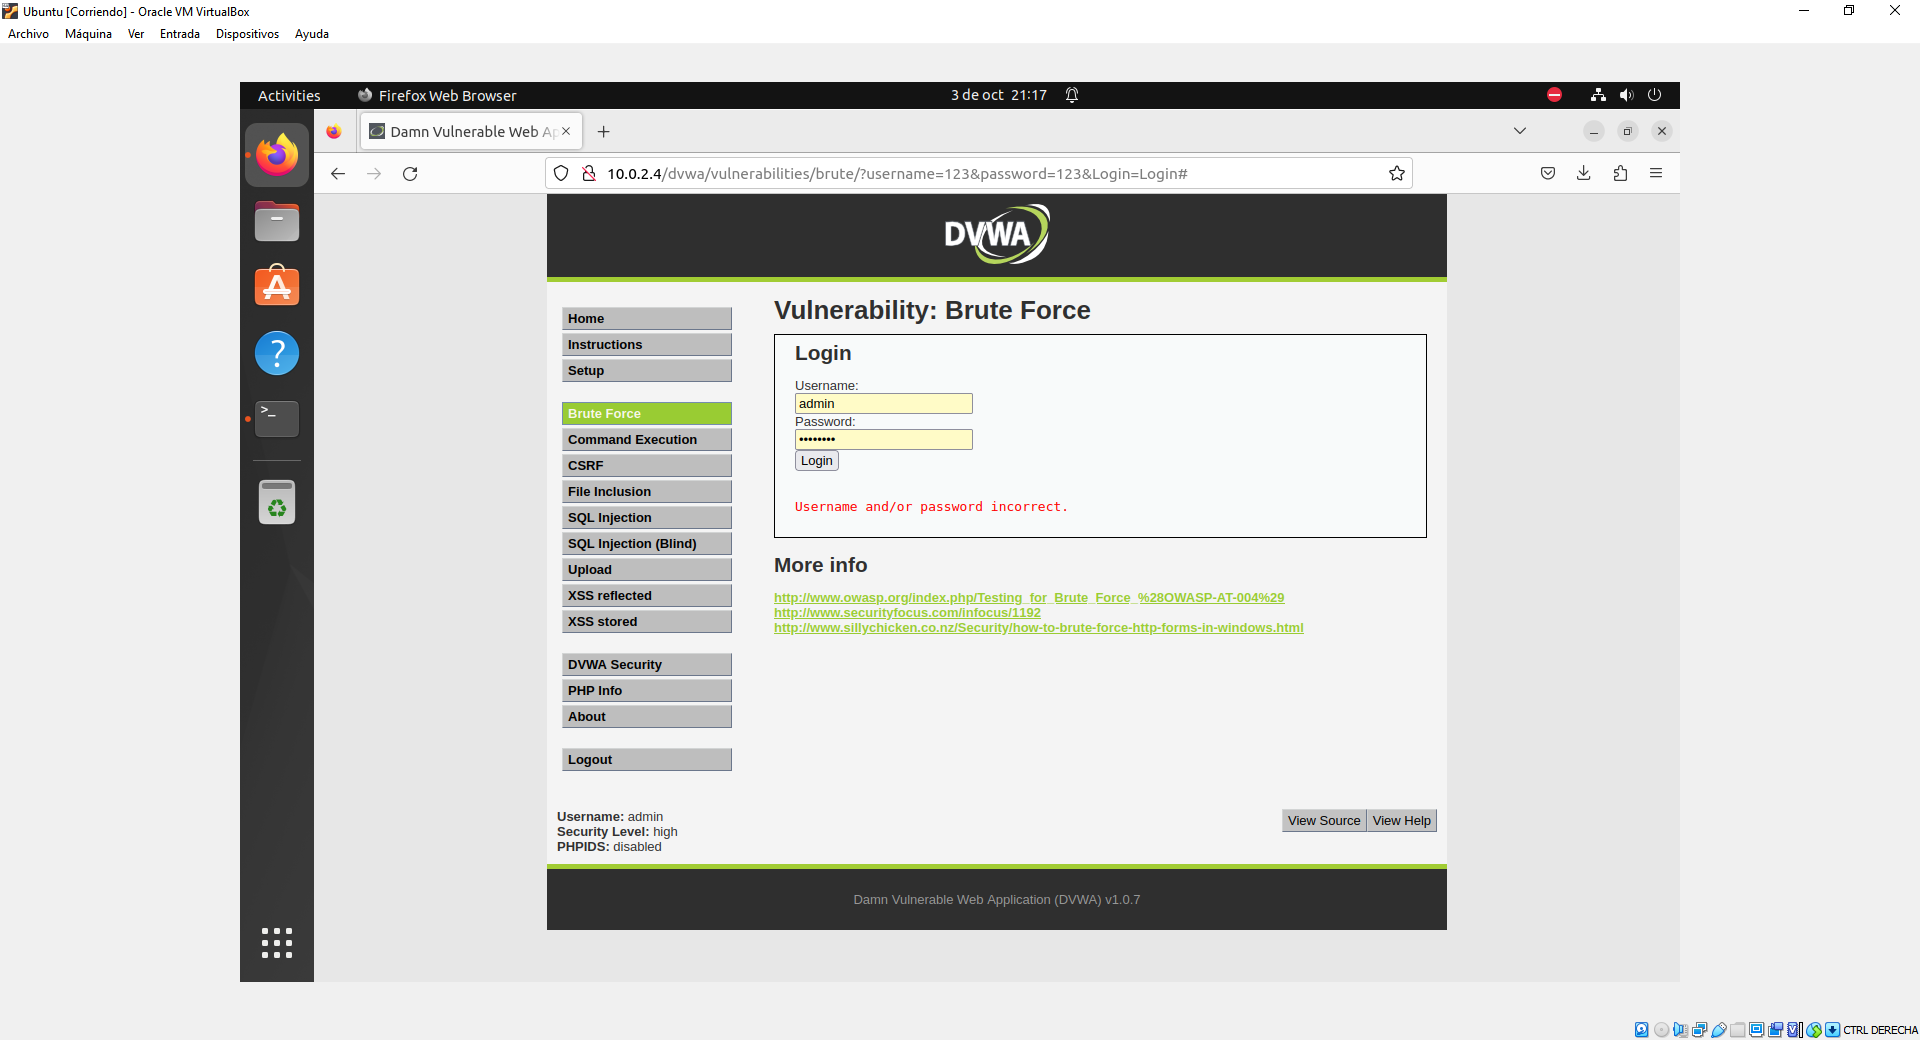 Ubuntu [Corriendo] - Oracle VM VirtualBox
Archivo Máquina Ver Entrada Dispositivos Ayuda
Activities Firefox Web Browser 3 de oct 21:17
Damn Vulnerable Web Ap
10.0.2.4/dvwa/vulnerabilities/brute/?username=123&password=123&Login=Login#
DVWA
Home
Instructions
Setup
Brute Force
Command Execution
CSRF
File Inclusion
SQL Injection
SQL Injection (Blind)
Upload
XSS reflected
XSS stored
DVWA Security
PHP Info
About
Logout
Vulnerability: Brute Force
Login
Username:
admin
Password:
••••••••
Login
Username and/or password incorrect.
More info
http://www.owasp.org/index.php/Testing_for_Brute_Force_%28OWASP-AT-004%29
http://www.securityfocus.com/infocus/1192
http://www.sillychicken.co.nz/Security/how-to-brute-force-http-forms-in-windows.html
Username: admin
Security Level: high
PHPIDS: disabled
View Source View Help
Damn Vulnerable Web Application (DVWA) v1.0.7
CTRL DERECHA